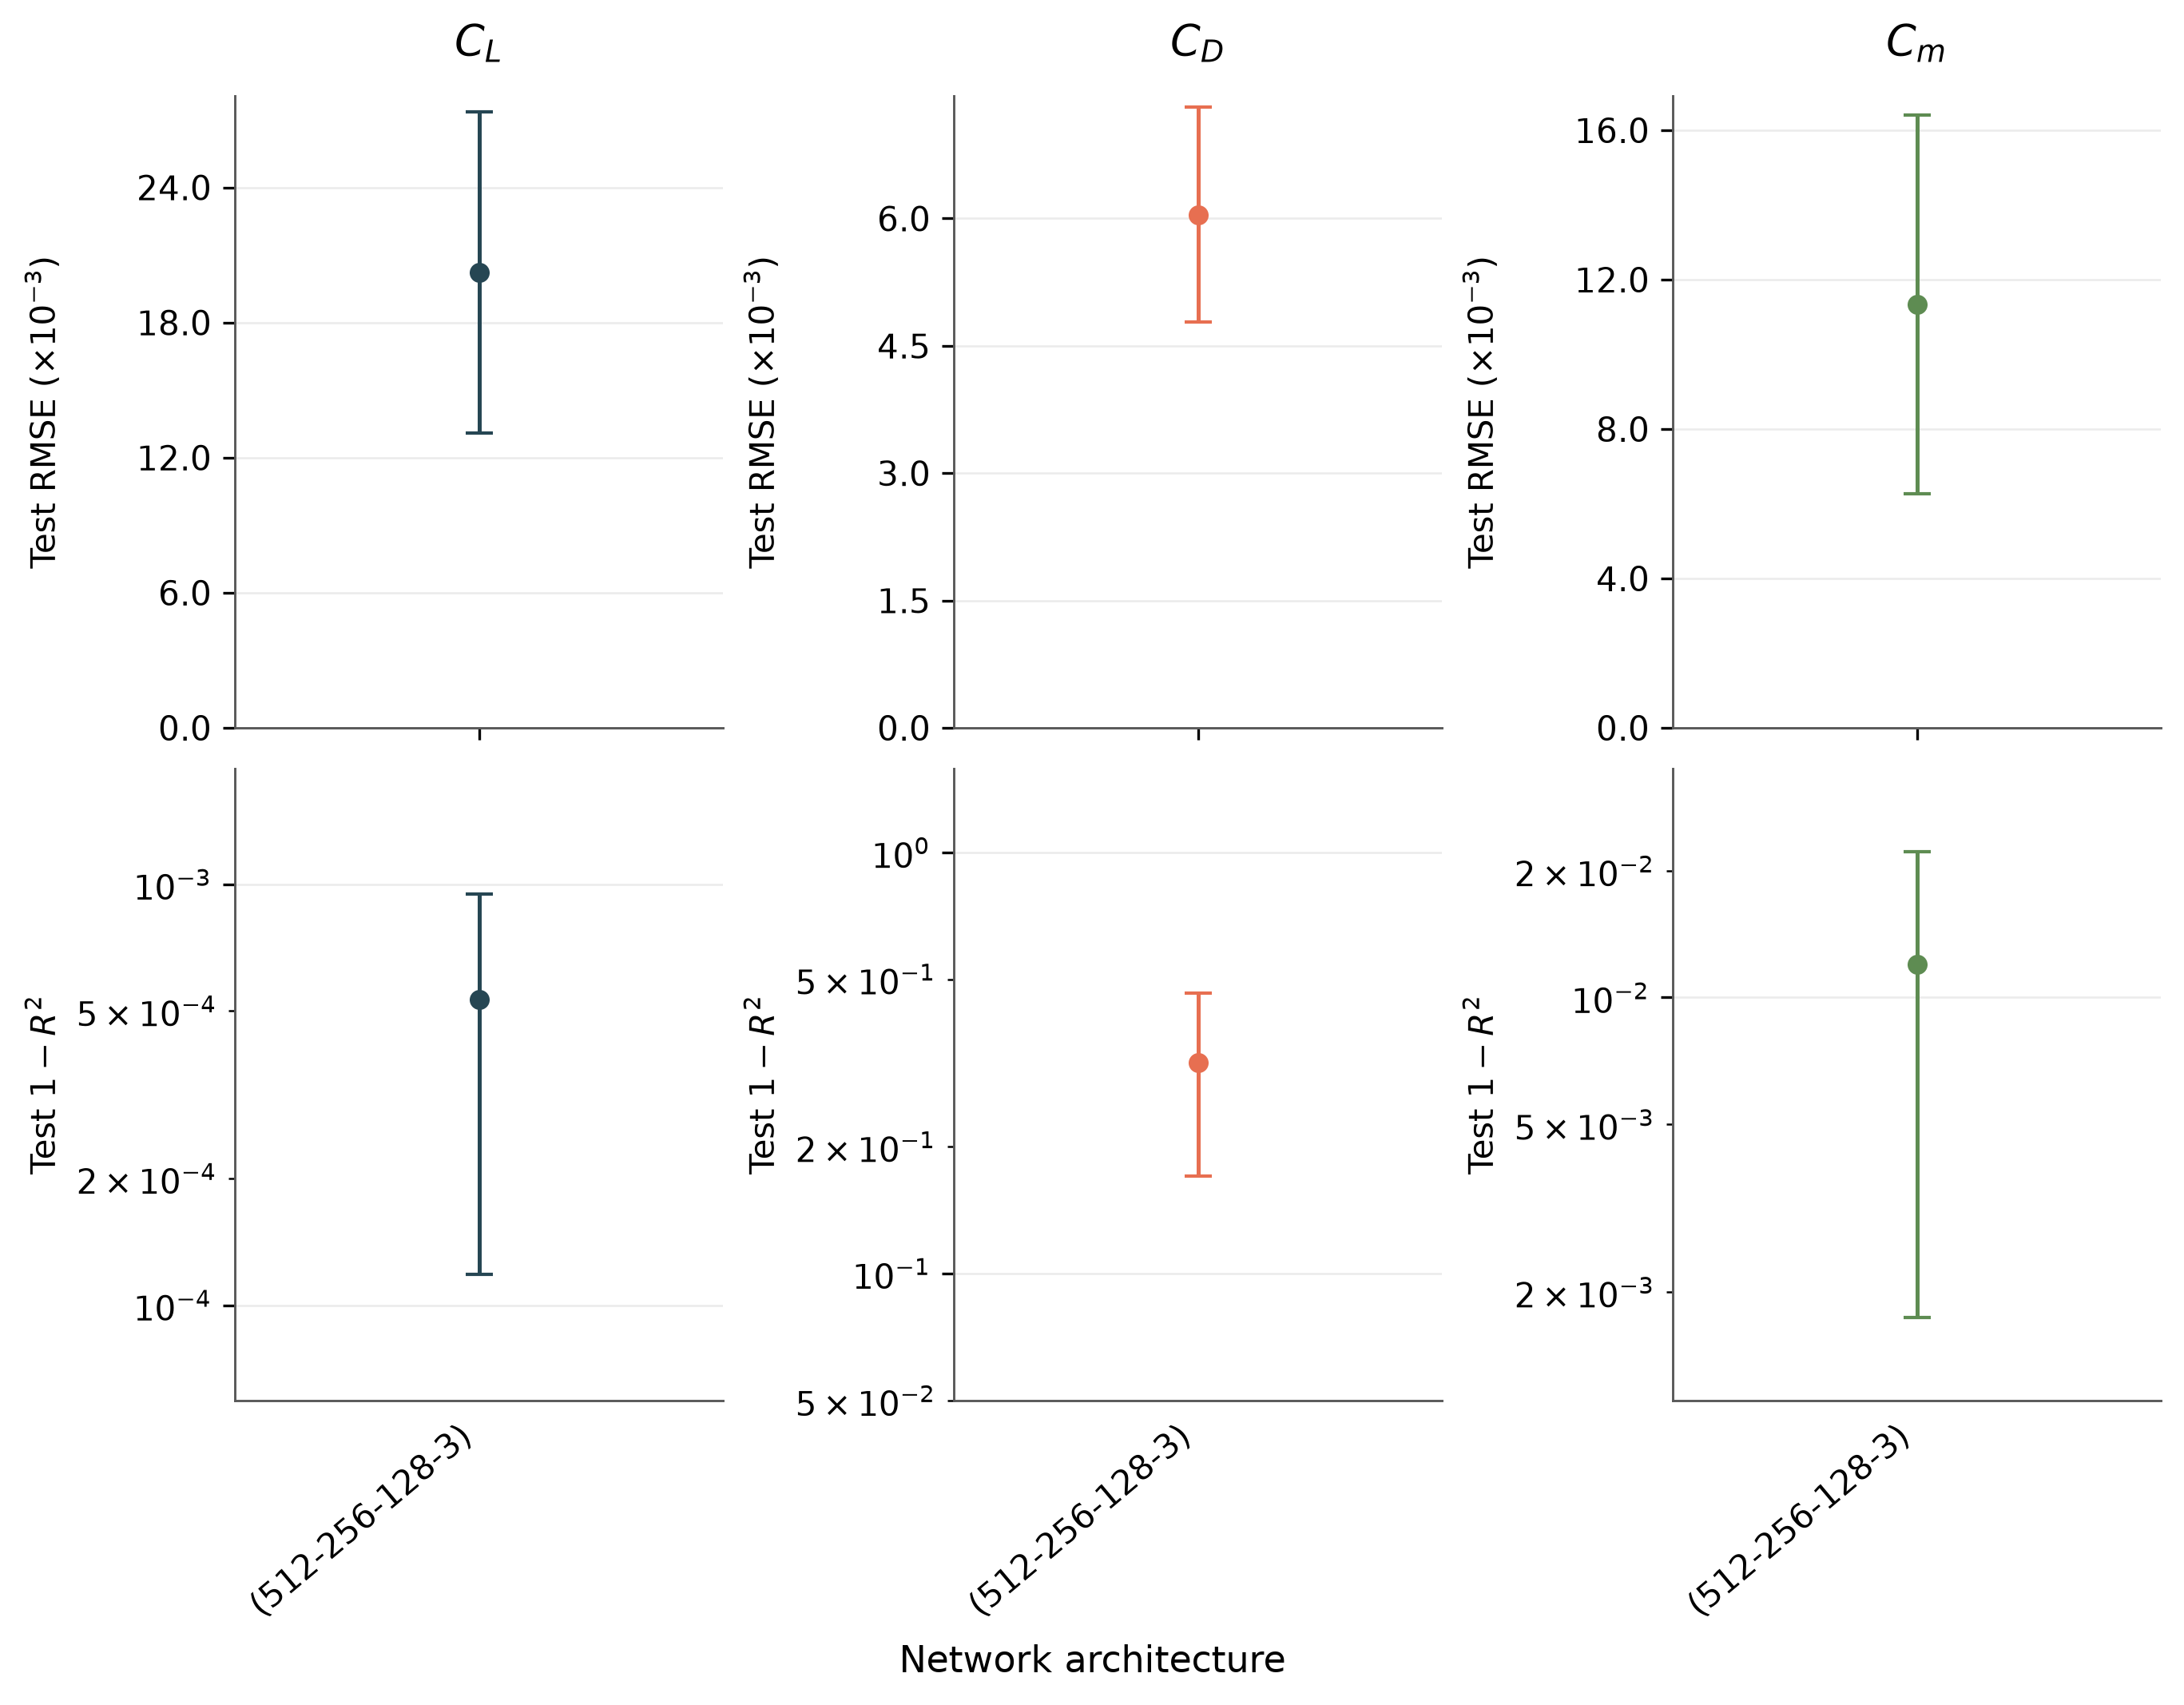 C_L
C_D
C_m
Test RMSE (×10⁻³)
24.0
18.0
12.0
6.0
0.0
Test RMSE (×10⁻³)
6.0
4.5
3.0
1.5
0.0
Test RMSE (×10⁻³)
16.0
12.0
8.0
4.0
0.0
Test 1 − R²
10⁻³
5 × 10⁻⁴
2 × 10⁻⁴
10⁻⁴
Test 1 − R²
10⁰
5 × 10⁻¹
2 × 10⁻¹
10⁻¹
5 × 10⁻²
Test 1 − R²
2 × 10⁻²
10⁻²
5 × 10⁻³
2 × 10⁻³
(512-256-128-3)
(512-256-128-3)
(512-256-128-3)
Network architecture